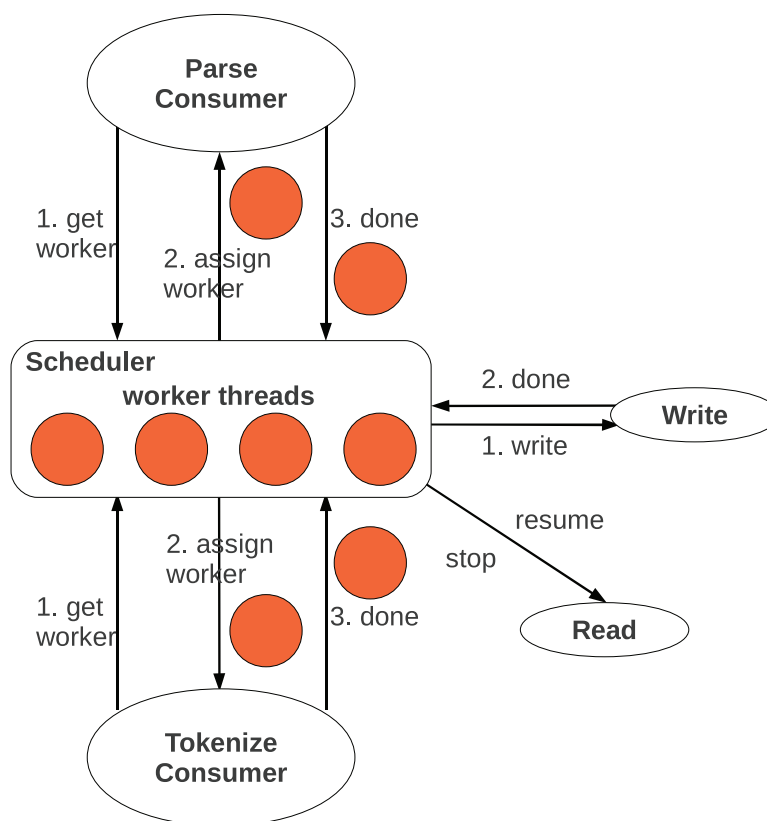 Parse
Consumer
1. get
worker
3. done
2. assign
worker
Scheduler
worker threads
2. done
Write
1. write
resume
2. assign
worker
stop
1. get
worker
3. done
Read
Tokenize
Consumer